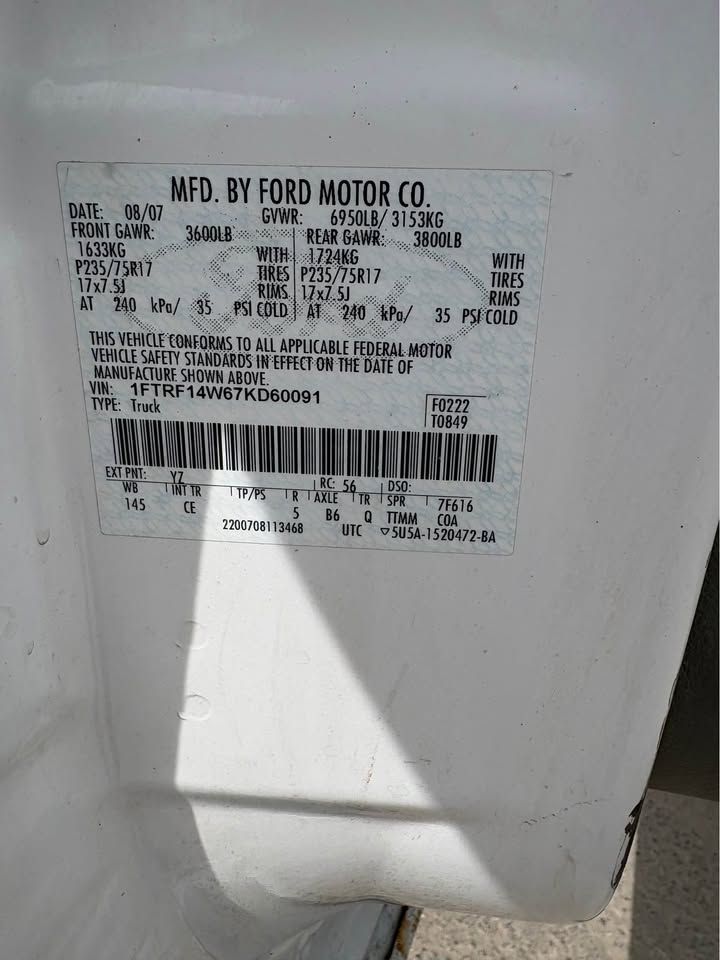 MFD. BY FORD MOTOR CO.
DATE: 08/07 GVWR: 6950LB/ 3153KG
FRONT GAWR: 3600LB REAR GAWR: 3800LB
1633KG WITH 1724KG WITH
P235/75R17 TIRES P235/75R17 TIRES
17x7.5J RIMS 17x7.5J RIMS
AT 240 kPa/ 35 PSI COLD AT 240 kPa/ 35 PSI COLD
THIS VEHICLE CONFORMS TO ALL APPLICABLE FEDERAL MOTOR
VEHICLE SAFETY STANDARDS IN EFFECT ON THE DATE OF
MANUFACTURE SHOWN ABOVE.
VIN: 1FTRF14W67KD60091
TYPE: Truck
F0222
T0849
EXT PNT: YZ RC: 56 DSO:
WB INT TR TP/PS R AXLE TR SPR 7F616
145 CE 5 B6 Q TTMM COA
2200708113468 UTC ▽5U5A-1520472-BA